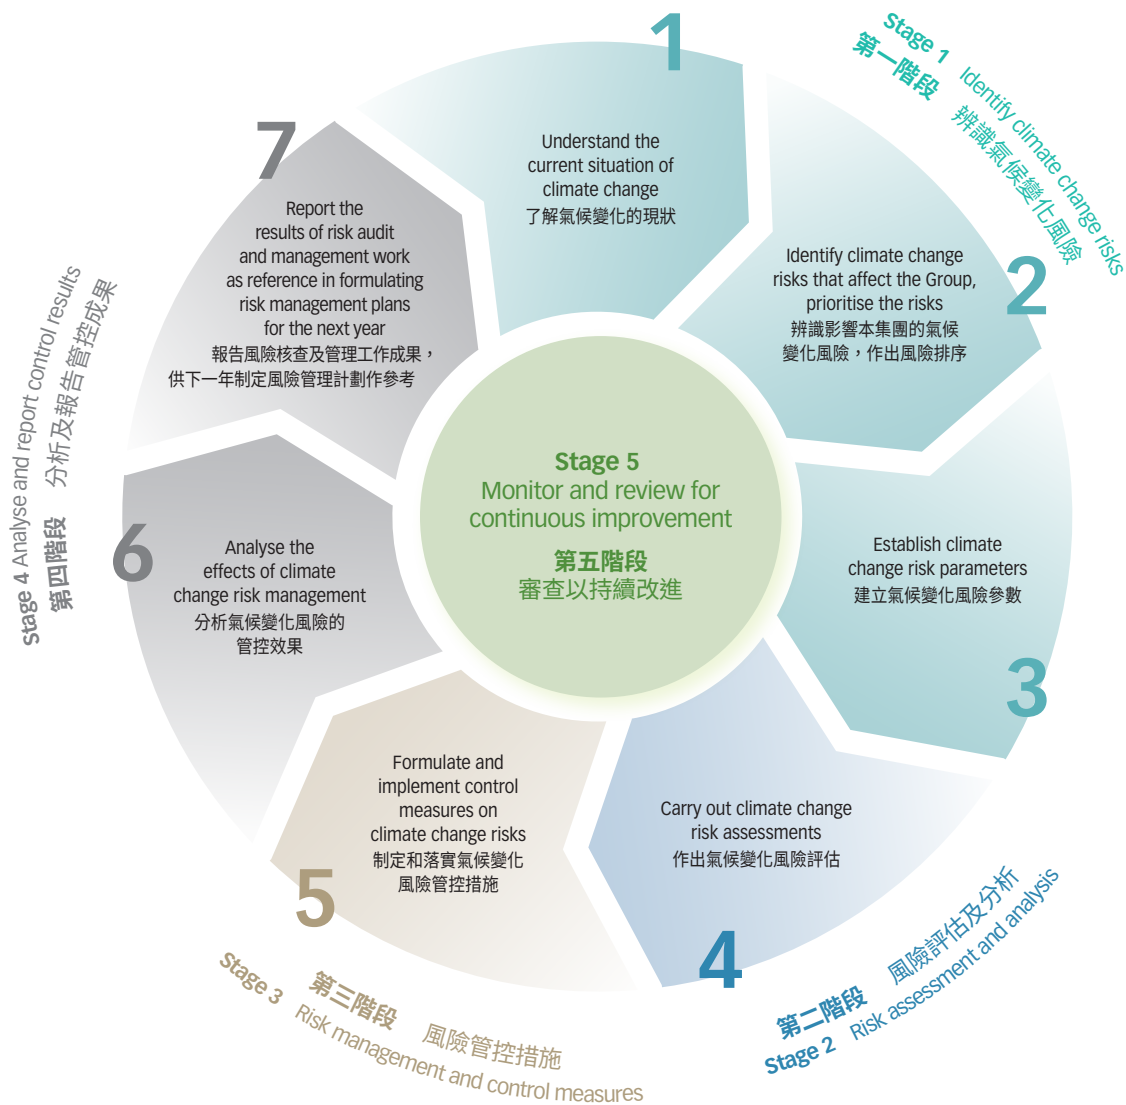 1
Understand the
current situation of
climate change
了解氣候變化的現狀
Stage 1 Identify climate change risks
第一階段 辨識氣候變化風險
2
Identify climate change
risks that affect the Group,
prioritise the risks
辨識影響本集團的氣候
變化風險，作出風險排序
3
Establish climate
change risk parameters
建立氣候變化風險參數
4
Carry out climate change
risk assessments
作出氣候變化風險評估
第二階段 風險評估及分析
Stage 2 Risk assessment and analysis
5
Formulate and
implement control
measures on
climate change risks
制定和落實氣候變化
風險管控措施
第三階段 風險管控措施
Stage 3 Risk management and control measures
6
Analyse the
effects of climate
change risk management
分析氣候變化風險的
管控效果
7
Report the
results of risk audit
and management work
as reference in formulating
risk management plans
for the next year
報告風險核查及管理工作成果，
供下一年制定風險管理計劃作參考
Stage 4 Analyse and report control results
第四階段 分析及報告管控成果
Stage 5
Monitor and review for
continuous improvement
第五階段
審查以持續改進